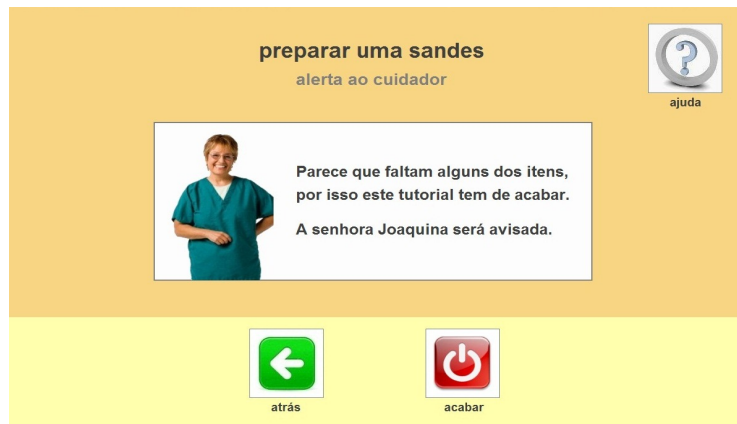 preparar uma sandes
alerta ao cuidador
ajuda
Parece que faltam alguns dos itens,
por isso este tutorial tem de acabar.
A senhora Joaquina será avisada.
atrás
acabar